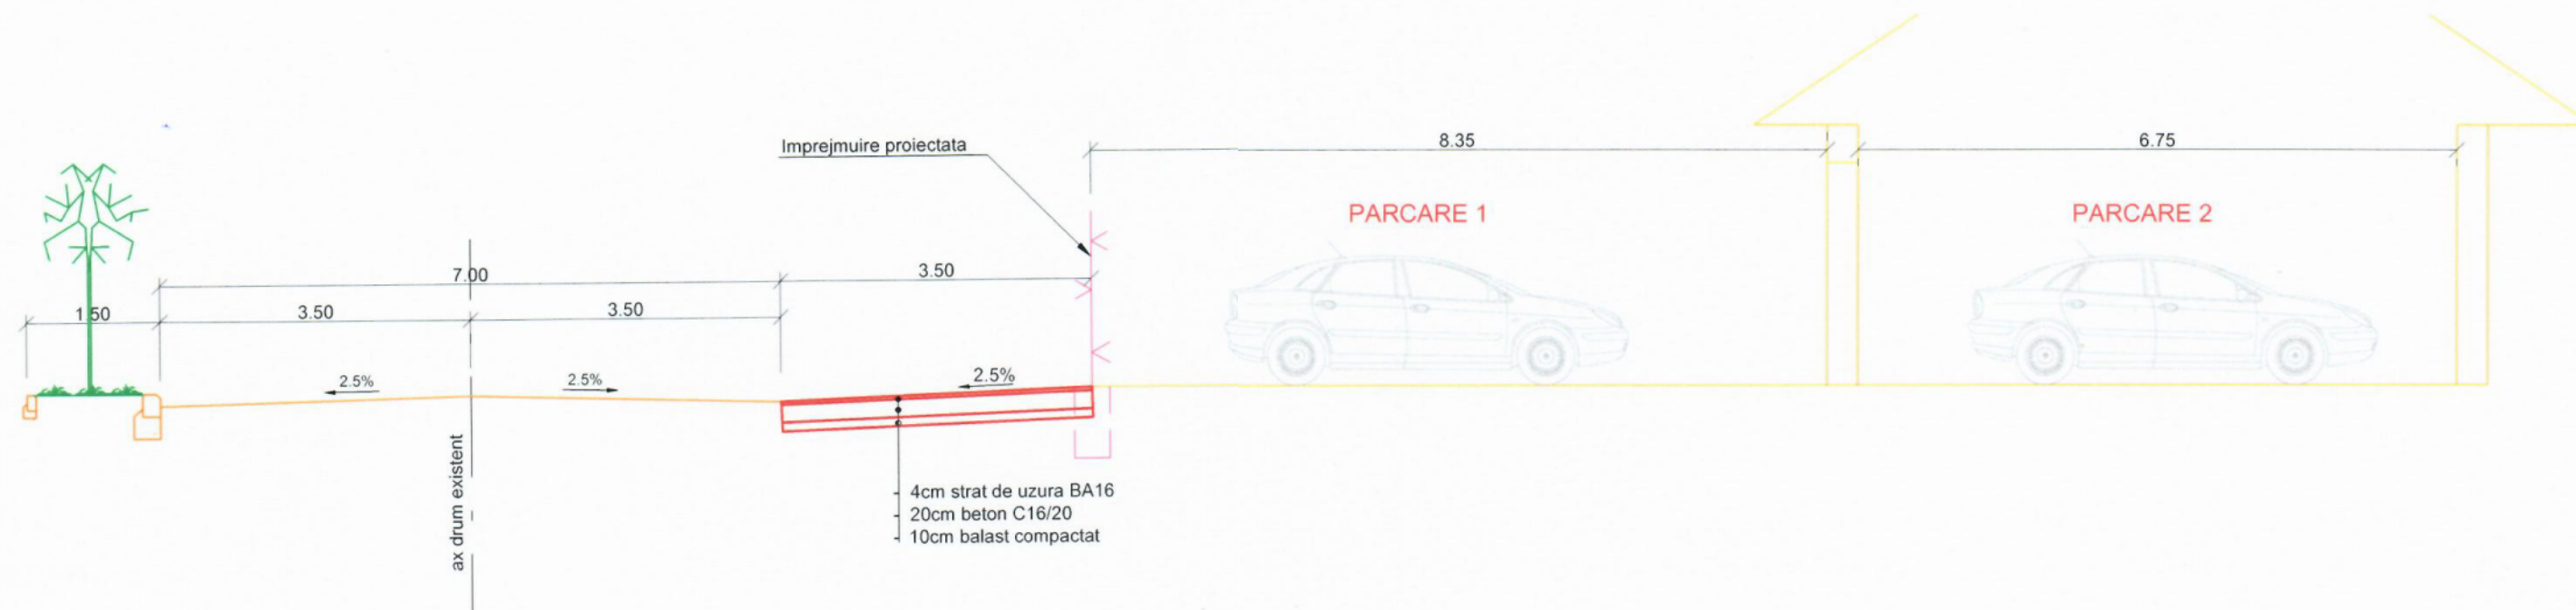 Imprejmuire proiectata
8.35
6.75
PARCARE 1
PARCARE 2
7.00
3.50
1.50
3.50
3.50
2.5%
2.5%
2.5%
ax drum existent
4cm strat de uzura BA16
20cm beton C16/20
10cm balast compactat